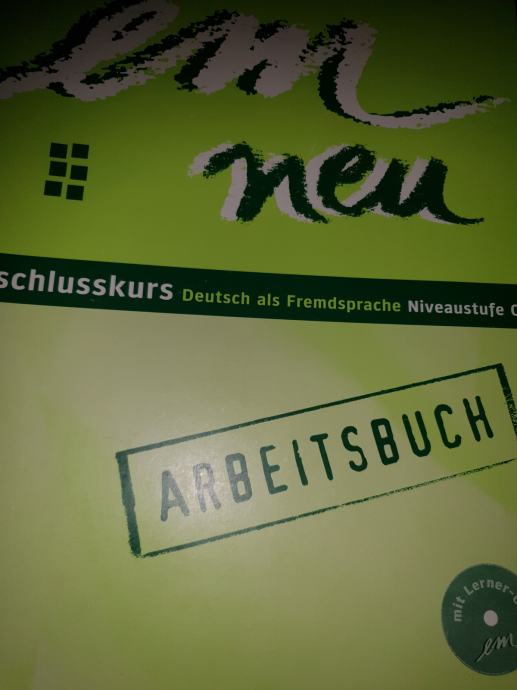 em
neu
schlusskurs Deutsch als Fremdsprache Niveaustufe C
ARBEITSBUCH
mit Lerner-
em